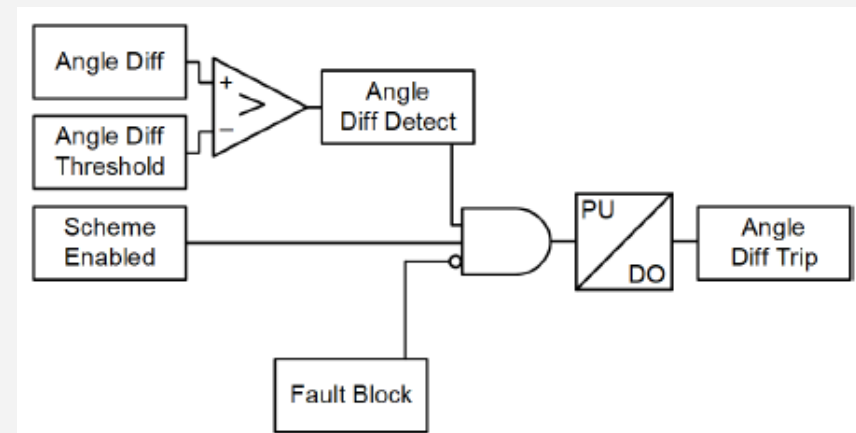 Angle Diff
+
>
−
Angle Diff
Threshold
Angle
Diff Detect
Scheme
Enabled
PU
DO
Angle
Diff Trip
Fault Block